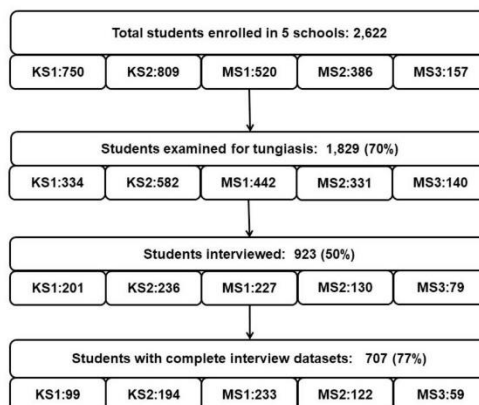 Total students enrolled in 5 schools: 2,622
KS1:750 KS2:809 MS1:520 MS2:386 MS3:157
Students examined for tungiasis: 1,829 (70%)
KS1:334 KS2:582 MS1:442 MS2:331 MS3:140
Students interviewed: 923 (50%)
KS1:201 KS2:236 MS1:227 MS2:130 MS3:79
Students with complete interview datasets: 707 (77%)
KS1:99 KS2:194 MS1:233 MS2:122 MS3:59